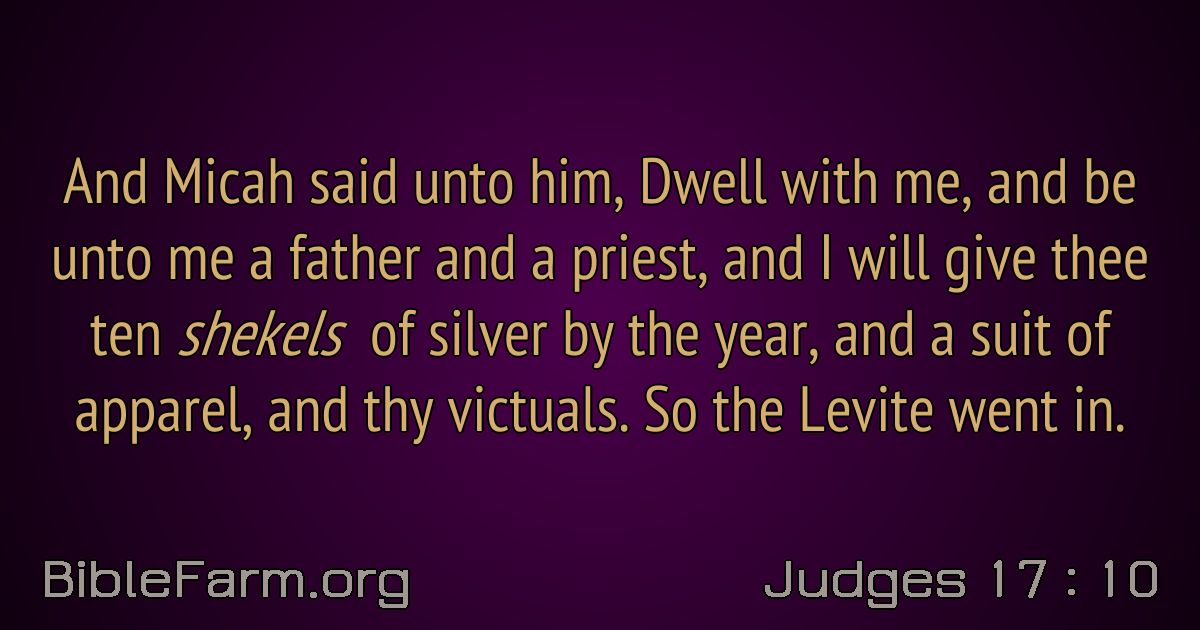 And Micah said unto him, Dwell with me, and be
unto me a father and a priest, and I will give thee
ten shekels of silver by the year, and a suit of
apparel, and thy victuals. So the Levite went in.
BibleFarm.org
Judges 17 : 10